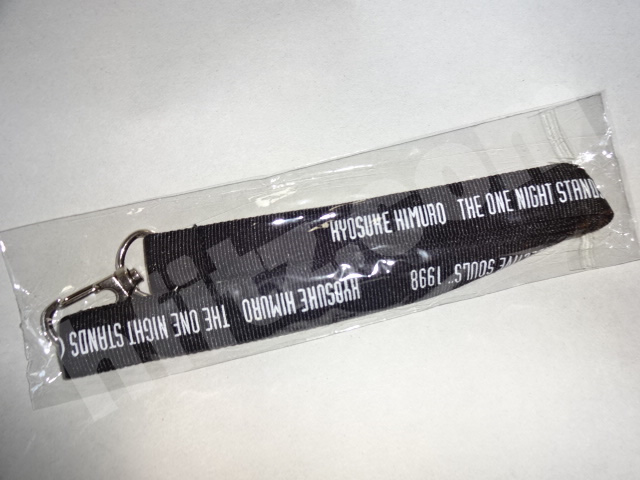 KYOSUKE HIMURO THE ONE NIGHT STANDS
SOULS" 1998
KYOSUKE HIMURO THE ONE NIGHT STANDS